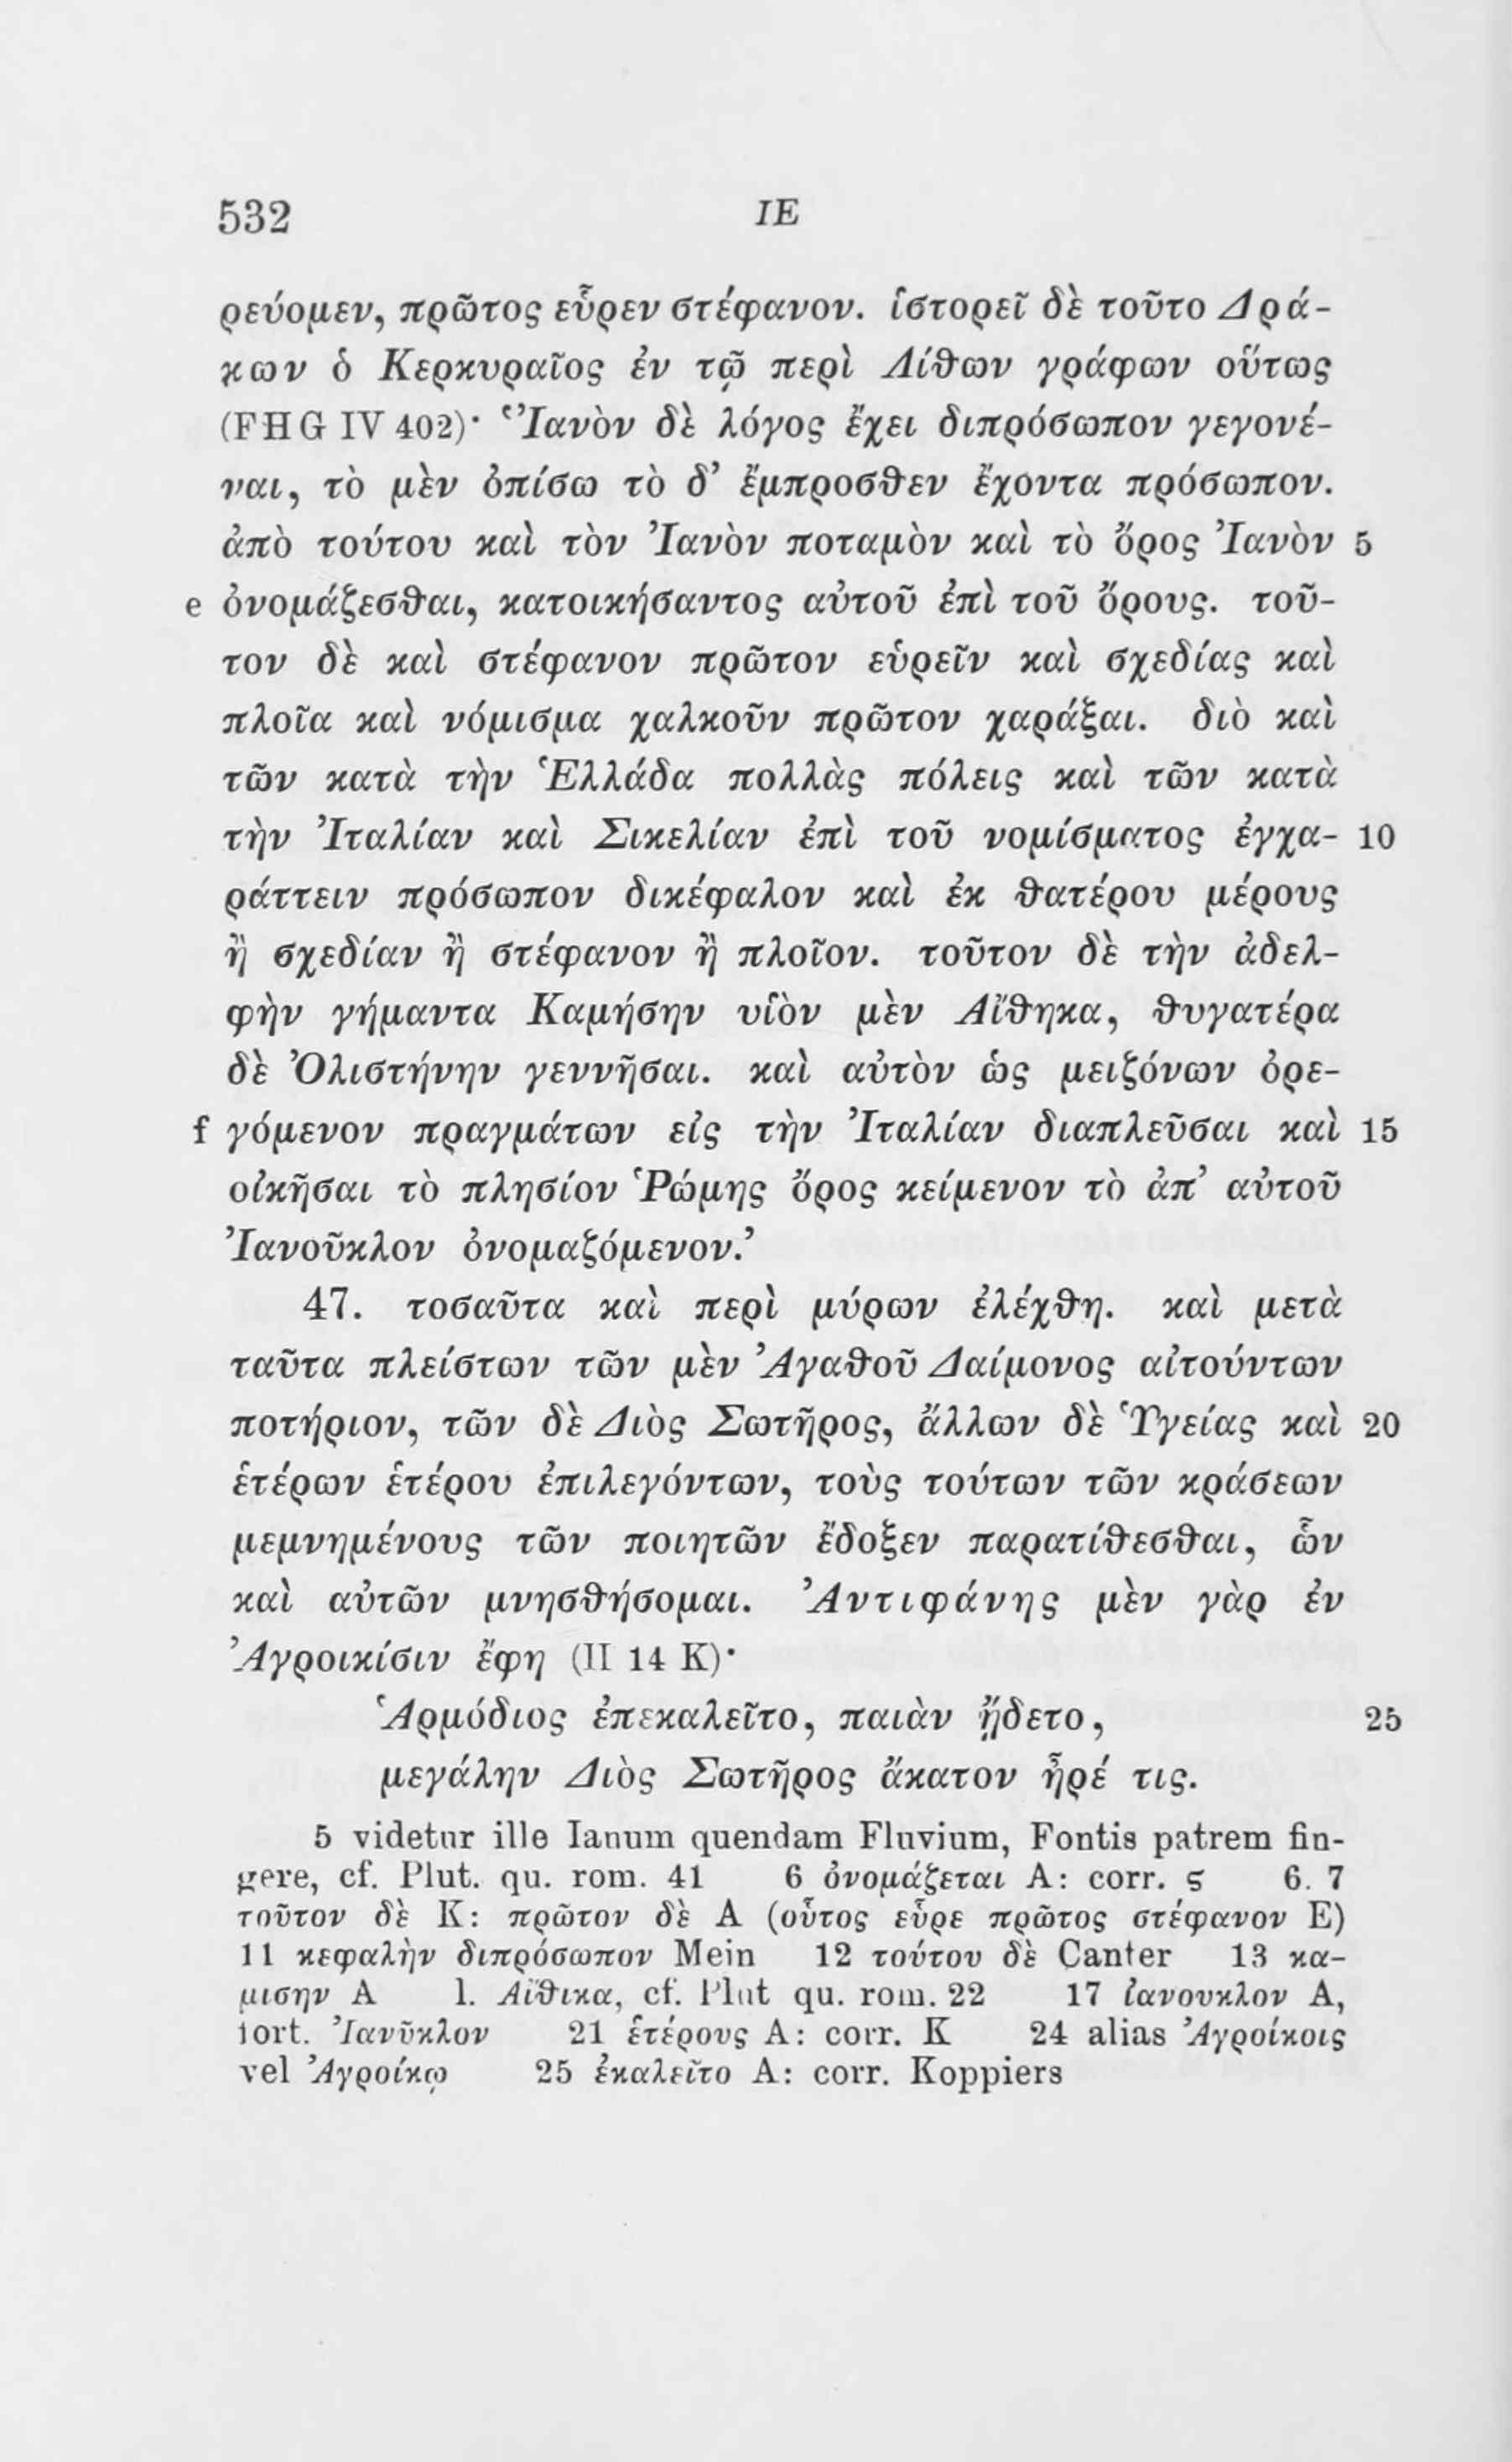 532 ΙΕ
ρεύομεν, πρῶτος εὗρεν στέφανον. ἱστορεῖ δὲ τοῦτο Δρά-
κων ὁ Κερκυραῖος ἐν τῷ περὶ Λίθων γράφων οὕτως
(FHG IV 402)· ‘Ἰανὸν δὲ λόγος ἔχει διπρόσωπον γεγονέ-
ναι, τὸ μὲν ὀπίσω τὸ δ’ ἔμπροσθεν ἔχοντα πρόσωπον.
ἀπὸ τούτου καὶ τὸν Ἰανὸν ποταμὸν καὶ τὸ ὄρος Ἰανὸν 5
e ὀνομάζεσθαι, κατοικήσαντος αὐτοῦ ἐπὶ τοῦ ὄρους. τοῦ-
τον δὲ καὶ στέφανον πρῶτον εὑρεῖν καὶ σχεδίας καὶ
πλοῖα καὶ νόμισμα χαλκοῦν πρῶτον χαράξαι. διὸ καὶ
τῶν κατὰ τὴν Ἑλλάδα πολλὰς πόλεις καὶ τῶν κατὰ
τὴν Ἰταλίαν καὶ Σικελίαν ἐπὶ τοῦ νομίσματος ἐγχα- 10
ράττειν πρόσωπον δικέφαλον καὶ ἐκ θατέρου μέρους
ἢ σχεδίαν ἢ στέφανον ἢ πλοῖον. τοῦτον δὲ τὴν ἀδελ-
φὴν γήμαντα Καμήσην υἱὸν μὲν Αἴθηκα, θυγατέρα
δὲ Ὀλιστήνην γεννῆσαι. καὶ αὐτὸν ὡς μειζόνων ὀρε-
f γόμενον πραγμάτων εἰς τὴν Ἰταλίαν διαπλεῦσαι καὶ 15
οἰκῆσαι τὸ πλησίον Ῥώμης ὄρος κείμενον τὸ ἀπ’ αὐτοῦ
Ἰανοῦκλον ὀνομαζόμενον.’
47. τοσαῦτα καὶ περὶ μύρων ἐλέχθη. καὶ μετὰ
ταῦτα πλείστων τῶν μὲν Ἀγαθοῦ Δαίμονος αἰτούντων
ποτήριον, τῶν δὲ Διὸς Σωτῆρος, ἄλλων δὲ Ὑγείας καὶ 20
ἑτέρων ἑτέρου ἐπιλεγόντων, τοὺς τούτων τῶν κράσεων
μεμνημένους τῶν ποιητῶν ἔδοξεν παρατίθεσθαι, ὧν
καὶ αὐτῶν μνησθήσομαι. Ἀντιφάνης μὲν γὰρ ἐν
Ἀγροικίσιν ἔφη (II 14 K)·
Ἁρμόδιος ἐπεκαλεῖτο, παιὰν ᾔδετο, 25
μεγάλην Διὸς Σωτῆρος ἄκατον ἦρέ τις.
5 videtur ille Ianum quendam Fluvium, Fontis patrem fin-
gere, cf. Plut. qu. rom. 41 6 ὀνομάζεται A: corr. ς 6. 7
τοῦτον δὲ K: πρῶτον δὲ A (οὗτος εὗρε πρῶτος στέφανον E)
11 κεφαλὴν διπρόσωπον Mein 12 τούτου δὲ Canter 13 κα-
μισην A l. Αἴθικα, cf. Plut qu. rom. 22 17 ἰανουκλον A,
fort. Ἰανῦκλον 21 ἑτέρους A: corr. K 24 alias Ἀγροίκοις
vel Ἀγροίκῳ 25 ἐκαλεῖτο A: corr. Koppiers